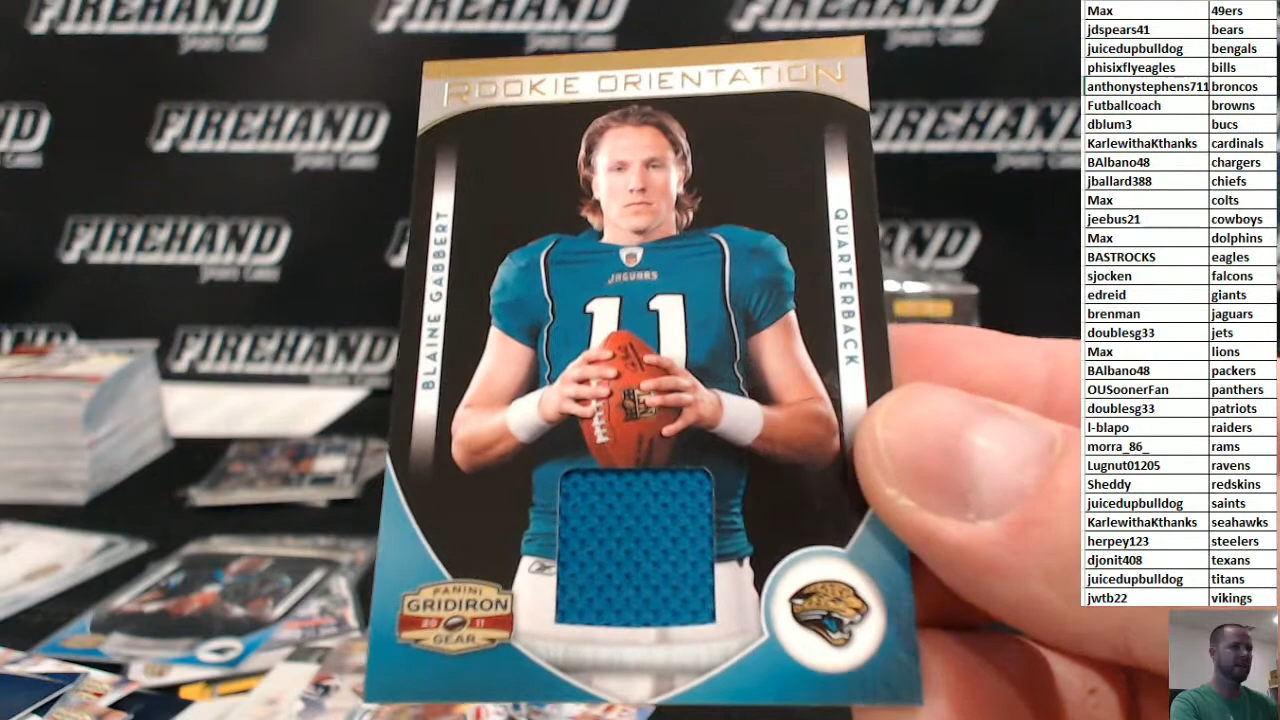 FIREHAND
FIREHAND
FIREHAND
FIREHAND
FIREHAND
FIREHAND
ROOKIE ORIENTATION
BLAINE GABBERT
QUARTERBACK
JAGUARS
11
PANINI
GRIDIRON
20 11
GEAR
Max 49ers
jdspears41 bears
juicedupbulldog bengals
phisixflyeagles bills
anthonystephens711 broncos
Futballcoach browns
dblum3 bucs
KarlewithaKthanks cardinals
BAlbano48 chargers
jballard388 chiefs
Max colts
jeebus21 cowboys
Max dolphins
BASTROCKS eagles
sjocken falcons
edreid giants
brenman jaguars
doublesg33 jets
Max lions
BAlbano48 packers
OUSoonerFan panthers
doublesg33 patriots
l-blapo raiders
morra_86_ rams
Lugnut01205 ravens
Sheddy redskins
juicedupbulldog saints
KarlewithaKthanks seahawks
herpey123 steelers
djonit408 texans
juicedupbulldog titans
jwtb22 vikings